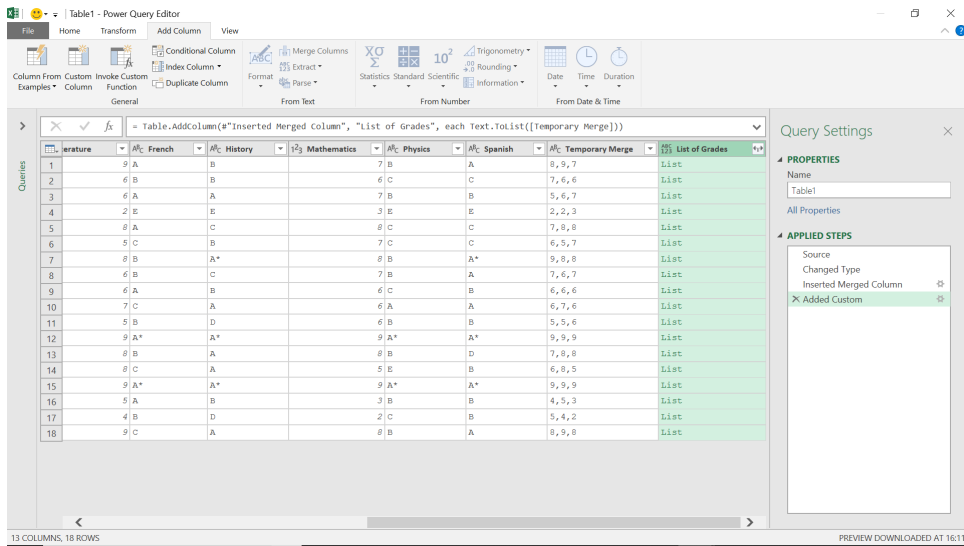 Table1 - Power Query Editor
File Home Transform Add Column View
Column From Examples Custom Column Invoke Custom Function
Conditional Column
Index Column
Duplicate Column
General
Format
Merge Columns
Extract
Parse
From Text
Statistics Standard Scientific
Trigonometry
Rounding
Information
From Number
Date Time Duration
From Date & Time
= Table.AddColumn(#"Inserted Merged Column", "List of Grades", each Text.ToList([Temporary Merge]))
Queries
erature French History Mathematics Physics Spanish Temporary Merge List of Grades
1 9 A B 7 B A 8,9,7 List
2 6 B B 6 C C 7,6,6 List
3 6 A A 7 B B 5,6,7 List
4 2 E E 3 E E 2,2,3 List
5 8 A C 8 C C 7,8,8 List
6 5 C B 7 C C 6,5,7 List
7 8 B A* 8 B A* 9,8,8 List
8 6 B C 7 B A 7,6,7 List
9 6 A B 6 C B 6,6,6 List
10 7 C A 6 A A 6,7,6 List
11 5 B D 6 B B 5,5,6 List
12 9 A* A* 9 A* A* 9,9,9 List
13 8 B A 8 B D 7,8,8 List
14 8 C A 5 E B 6,8,5 List
15 9 A* A* 9 A* A* 9,9,9 List
16 5 A B 3 B B 4,5,3 List
17 4 B D 2 C B 5,4,2 List
18 9 C A 8 B A 8,9,8 List
Query Settings
PROPERTIES
Name
Table1
All Properties
APPLIED STEPS
Source
Changed Type
Inserted Merged Column
Added Custom
13 COLUMNS, 18 ROWS
PREVIEW DOWNLOADED AT 16:11